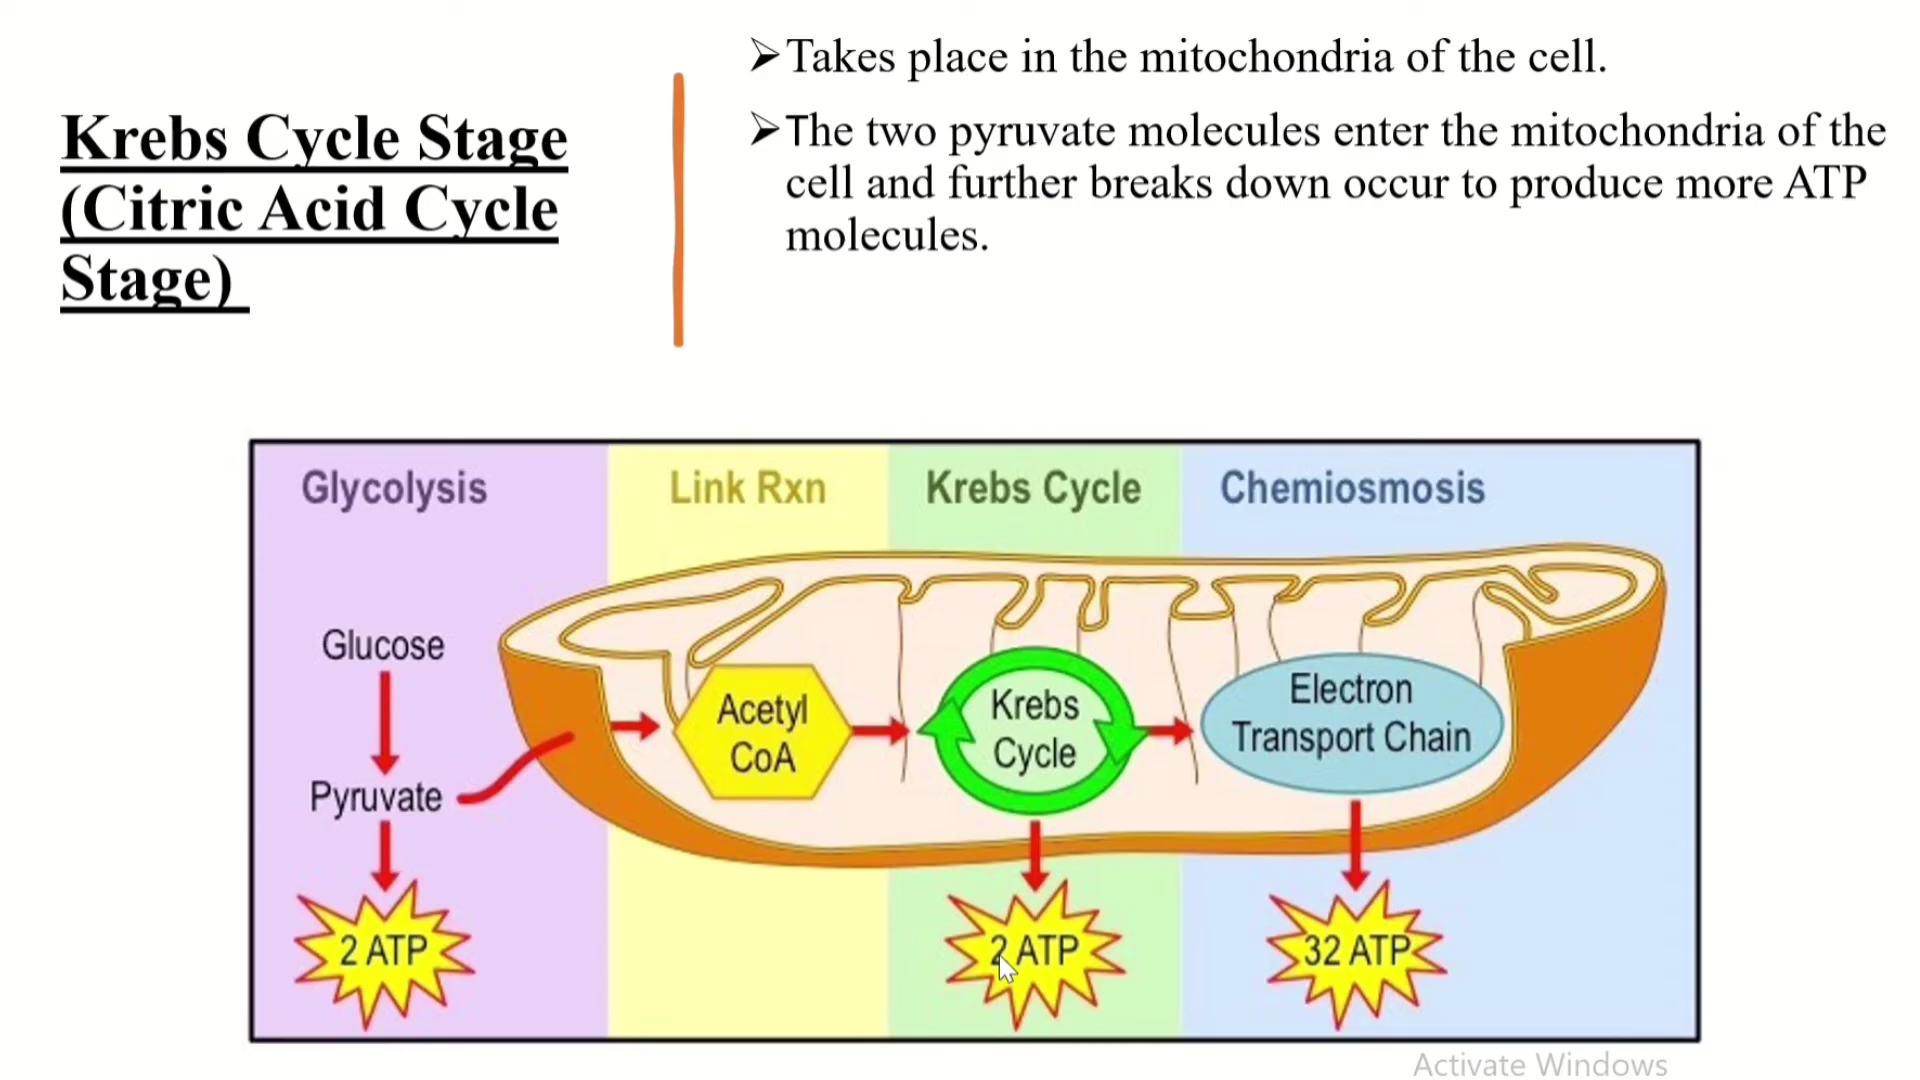 Krebs Cycle Stage
(Citric Acid Cycle
Stage)
➢Takes place in the mitochondria of the cell.
➢The two pyruvate molecules enter the mitochondria of the
cell and further breaks down occur to produce more ATP
molecules.
Glycolysis
Link Rxn
Krebs Cycle
Chemiosmosis
Glucose
Pyruvate
2 ATP
Acetyl
CoA
Krebs
Cycle
2 ATP
Electron
Transport Chain
32 ATP
Activate Windows